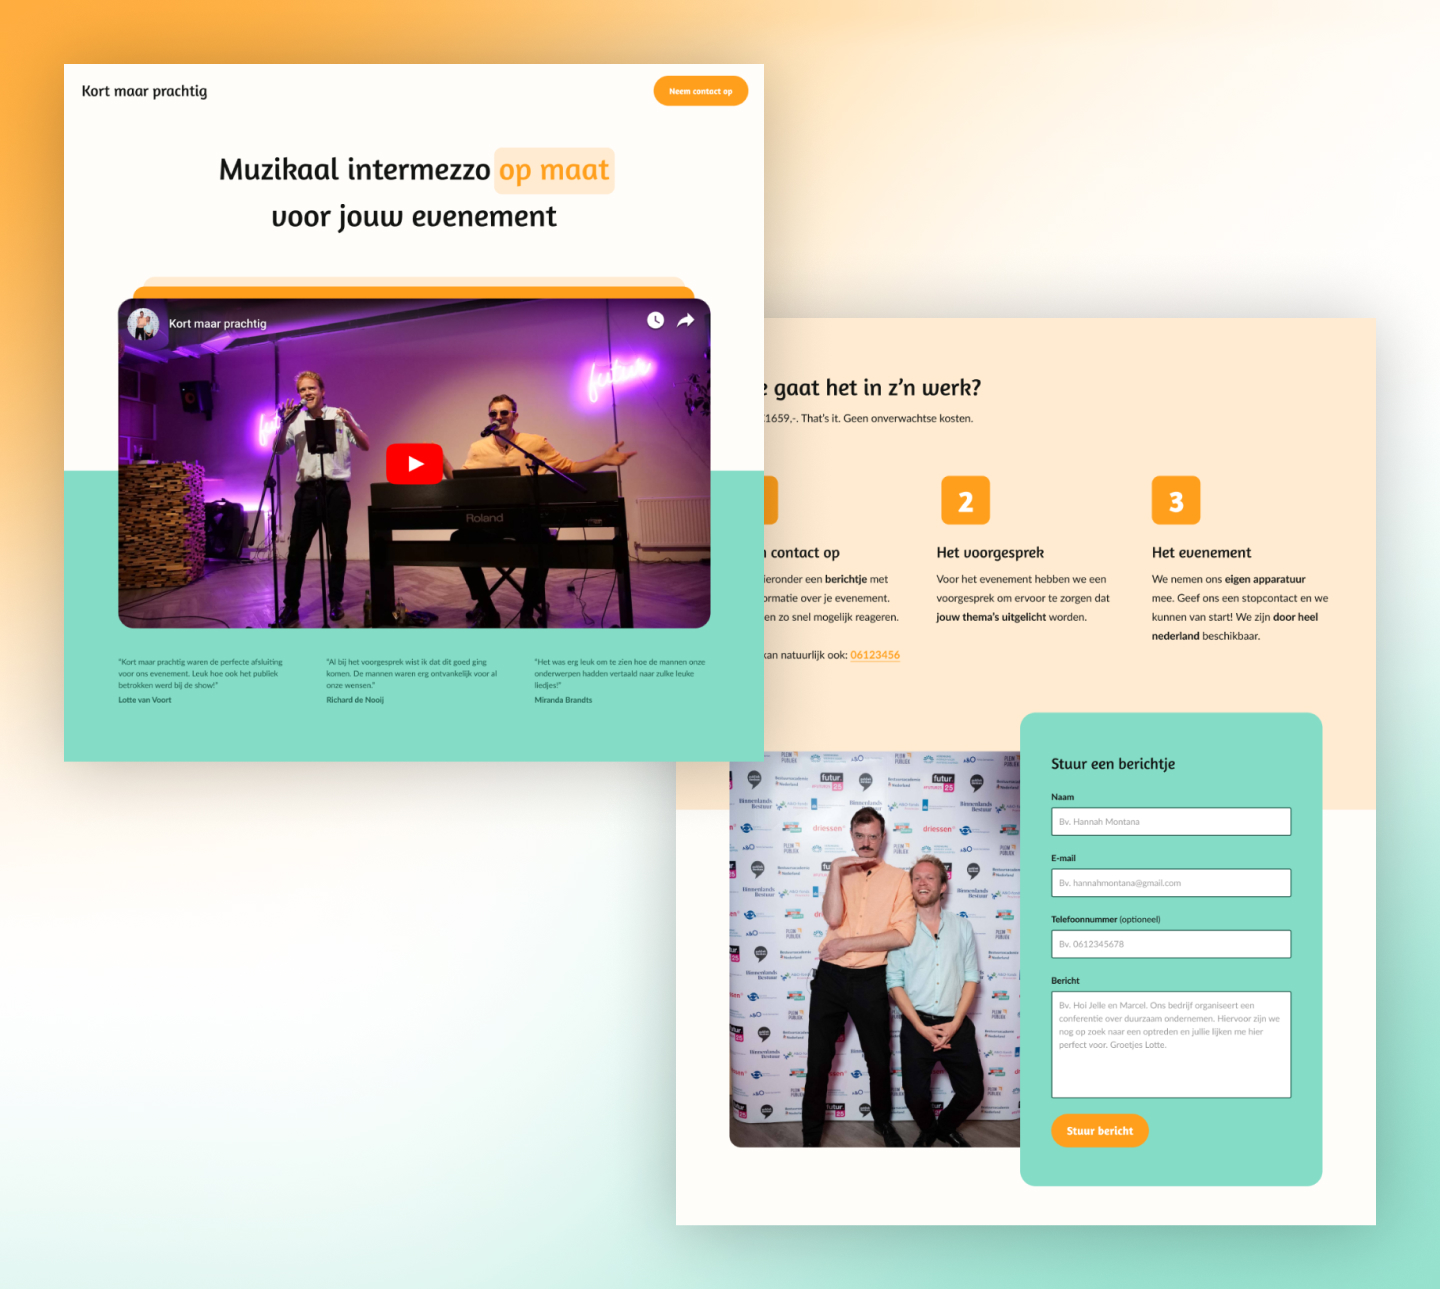 Kort maar prachtig
Neem contact op
Muzikaal intermezzo op maat
voor jouw evenement
Kort maar prachtig
futur
Roland
"Kort maar prachtig waren de perfecte afsluiting
voor ons evenement. Leuk hoe ook het publiek
betrokken werd bij de show!"
Lotte van Voort
"Al bij het voorgesprek wist ik dat dit goed ging
komen. De mannen waren erg ontvankelijk voor al
onze wensen."
Richard de Nooij
"Het was erg leuk om te zien hoe de mannen onze
onderwerpen hadden vertaald naar zulke leuke
liedjes!"
Miranda Brandts
e gaat het in z'n werk?
1659,-. That's it. Geen onverwachtse kosten.
contact op
ieronder een berichtje met
ormatie over je evenement.
en zo snel mogelijk reageren.
kan natuurlijk ook: 06123456
2
Het voorgesprek
Voor het evenement hebben we een
voorgesprek om ervoor te zorgen dat
jouw thema's uitgelicht worden.
3
Het evenement
We nemen ons eigen apparatuur
mee. Geef ons een stopcontact en we
kunnen van start! We zijn door heel
nederland beschikbaar.
PLEIN PUBLIEK
A&O
futur 25
Binnenlands Bestuur
driessen
Stuur een berichtje
Naam
Bv. Hannah Montana
E-mail
Bv. hannahmontana@gmail.com
Telefoonnummer (optioneel)
Bv. 0612345678
Bericht
Bv. Hoi Jelle en Marcel. Ons bedrijf organiseert een
conferentie over duurzaam ondernemen. Hiervoor zijn we
nog op zoek naar een optreden en jullie lijken me hier
perfect voor. Groetjes Lotte.
Stuur bericht